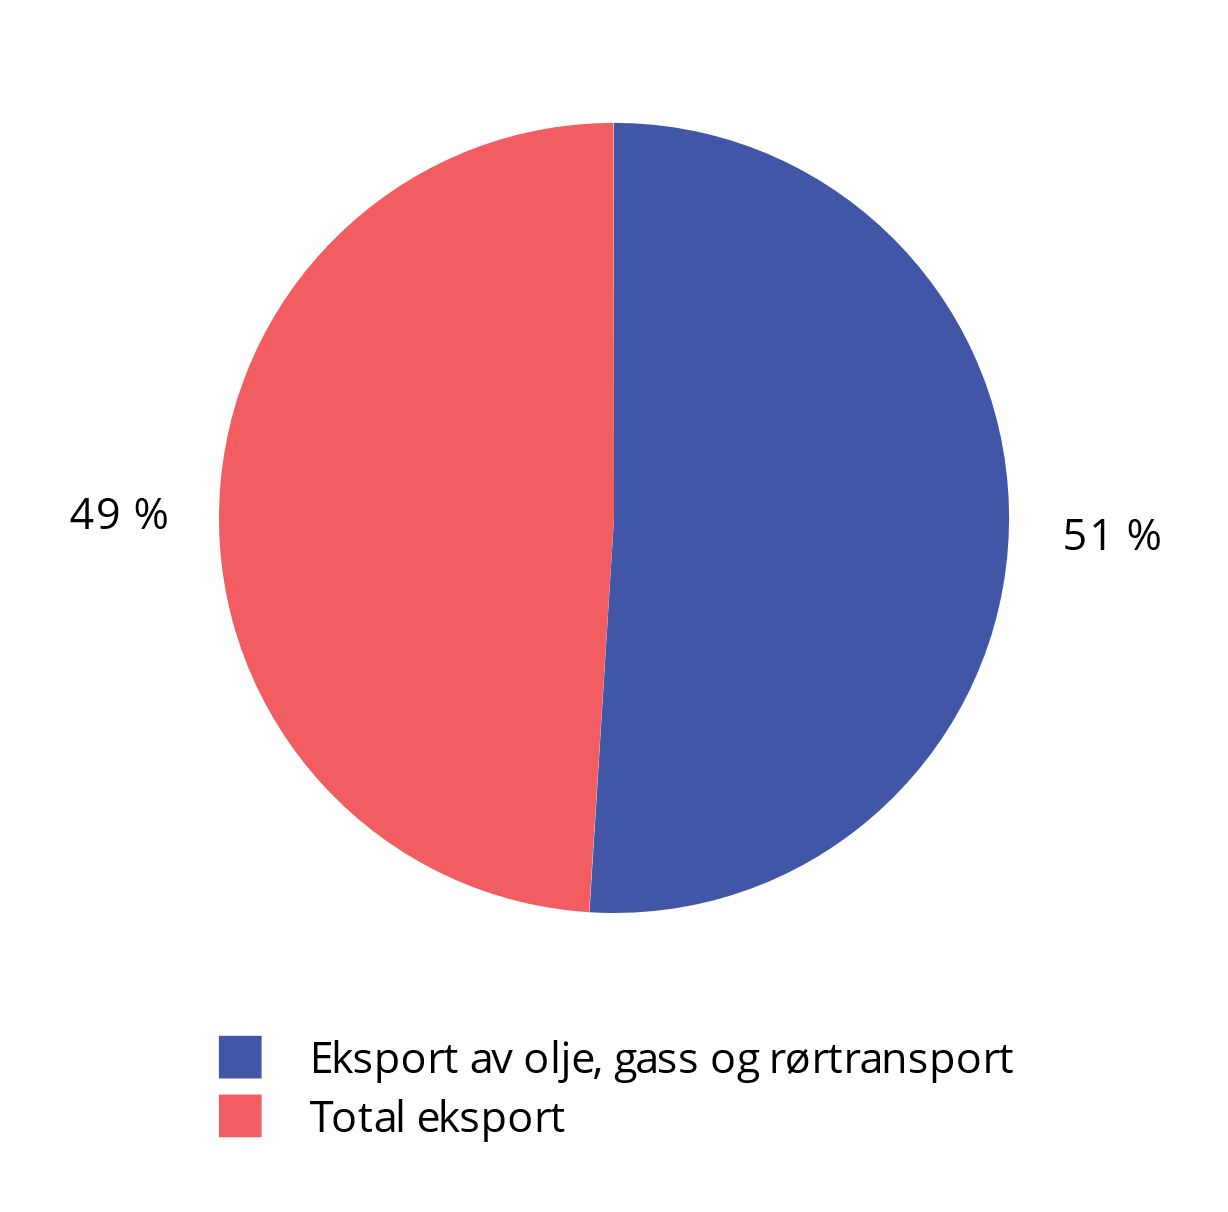 49 %
51 %
Eksport av olje, gass og rørtransport
Total eksport